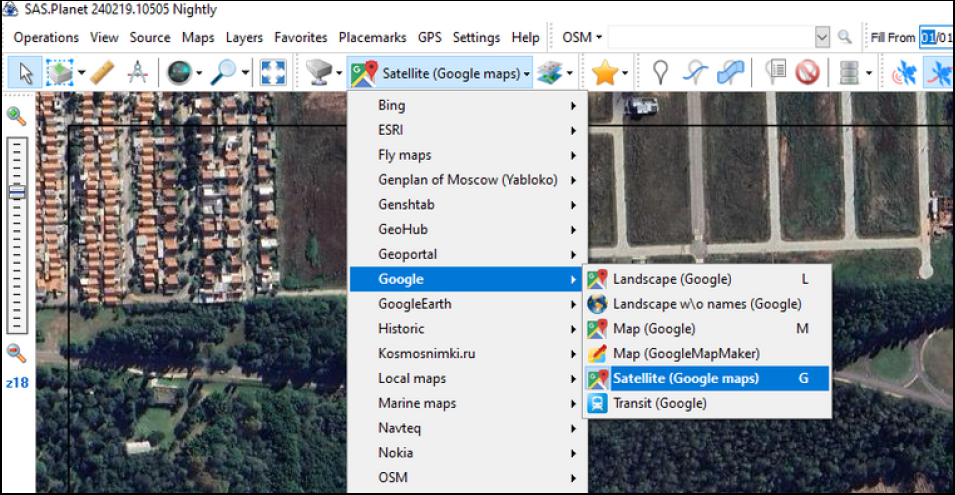 SAS.Planet 240219.10505 Nightly
Operations View Source Maps Layers Favorites Placemarks GPS Settings Help OSM Fill From 01/01
Satellite (Google maps)
Bing
ESRI
Fly maps
Genplan of Moscow (Yabloko)
Genshtab
GeoHub
Geoportal
Google
GoogleEarth
Historic
Kosmosnimki.ru
Local maps
Marine maps
Navteq
Nokia
OSM
Landscape (Google) L
Landscape w\o names (Google)
Map (Google) M
Map (GoogleMapMaker)
Satellite (Google maps) G
Transit (Google)
z18